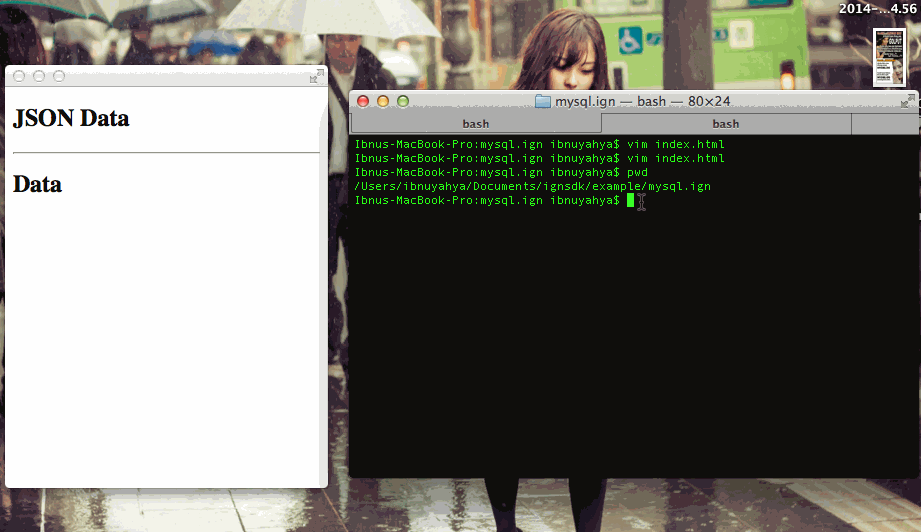 2014-...4.56
JSON Data
Data
mysql.ign — bash — 80×24
bash
bash
Ibnus-MacBook-Pro:mysql.ign ibnuyahya$ vim index.html
Ibnus-MacBook-Pro:mysql.ign ibnuyahya$ vim index.html
Ibnus-MacBook-Pro:mysql.ign ibnuyahya$ pwd
/Users/ibnuyahya/Documents/ignsdk/example/mysql.ign
Ibnus-MacBook-Pro:mysql.ign ibnuyahya$